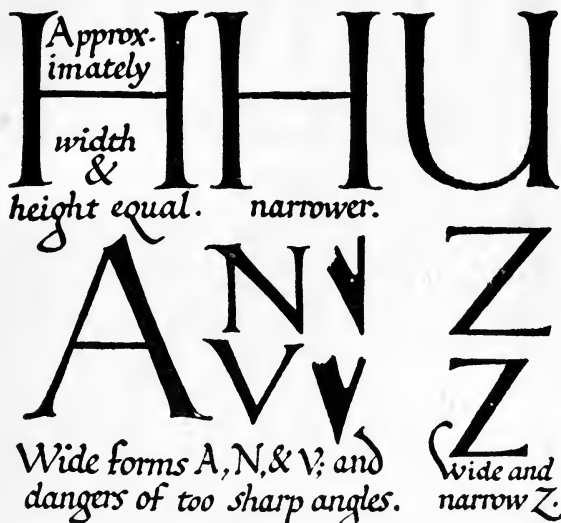 H H U
Approx-
imately
width
&
height equal. narrower.
A N Z
V Z
Wide forms A, N, & V; and
dangers of too sharp angles.
Wide and
narrow Z.